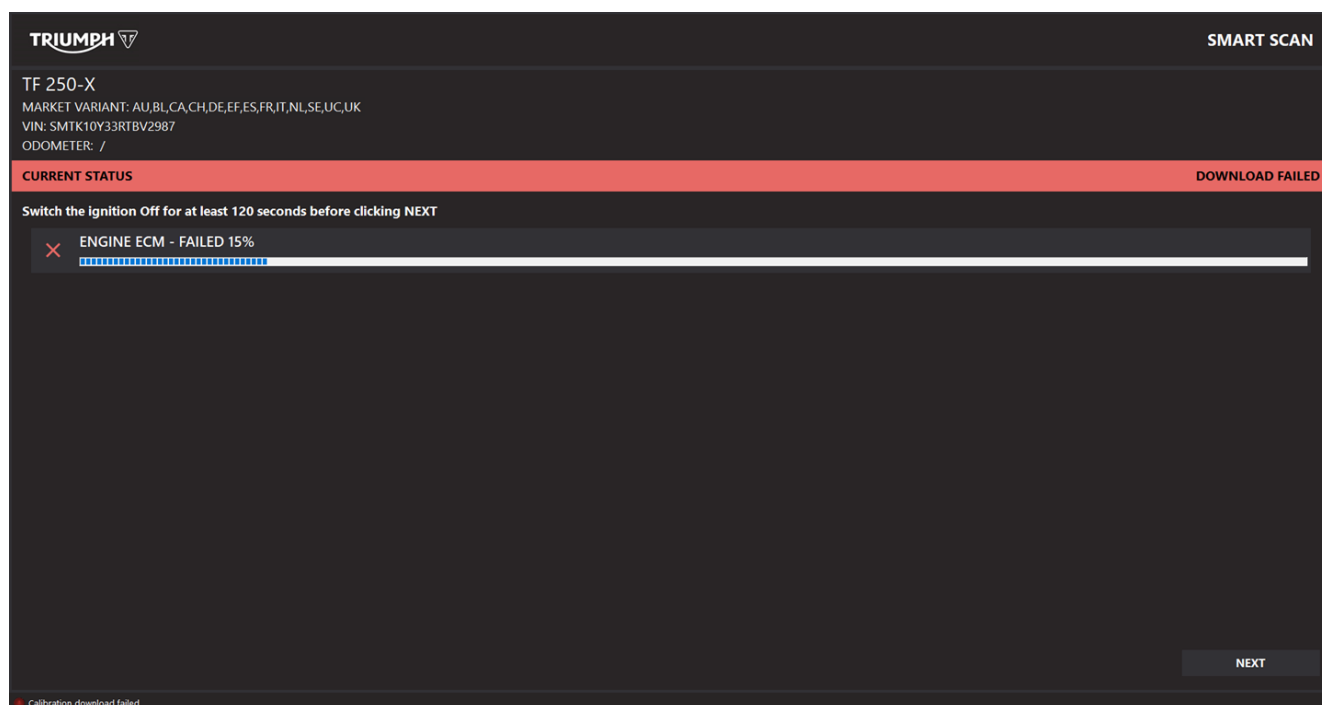 TRIUMPH
SMART SCAN
TF 250-X
MARKET VARIANT: AU,BL,CA,CH,DE,EF,ES,FR,IT,NL,SE,UC,UK
VIN: SMTK10Y33RTBV2987
ODOMETER: /
CURRENT STATUS
DOWNLOAD FAILED
Switch the ignition Off for at least 120 seconds before clicking NEXT
ENGINE ECM - FAILED 15%
NEXT
Calibration download failed